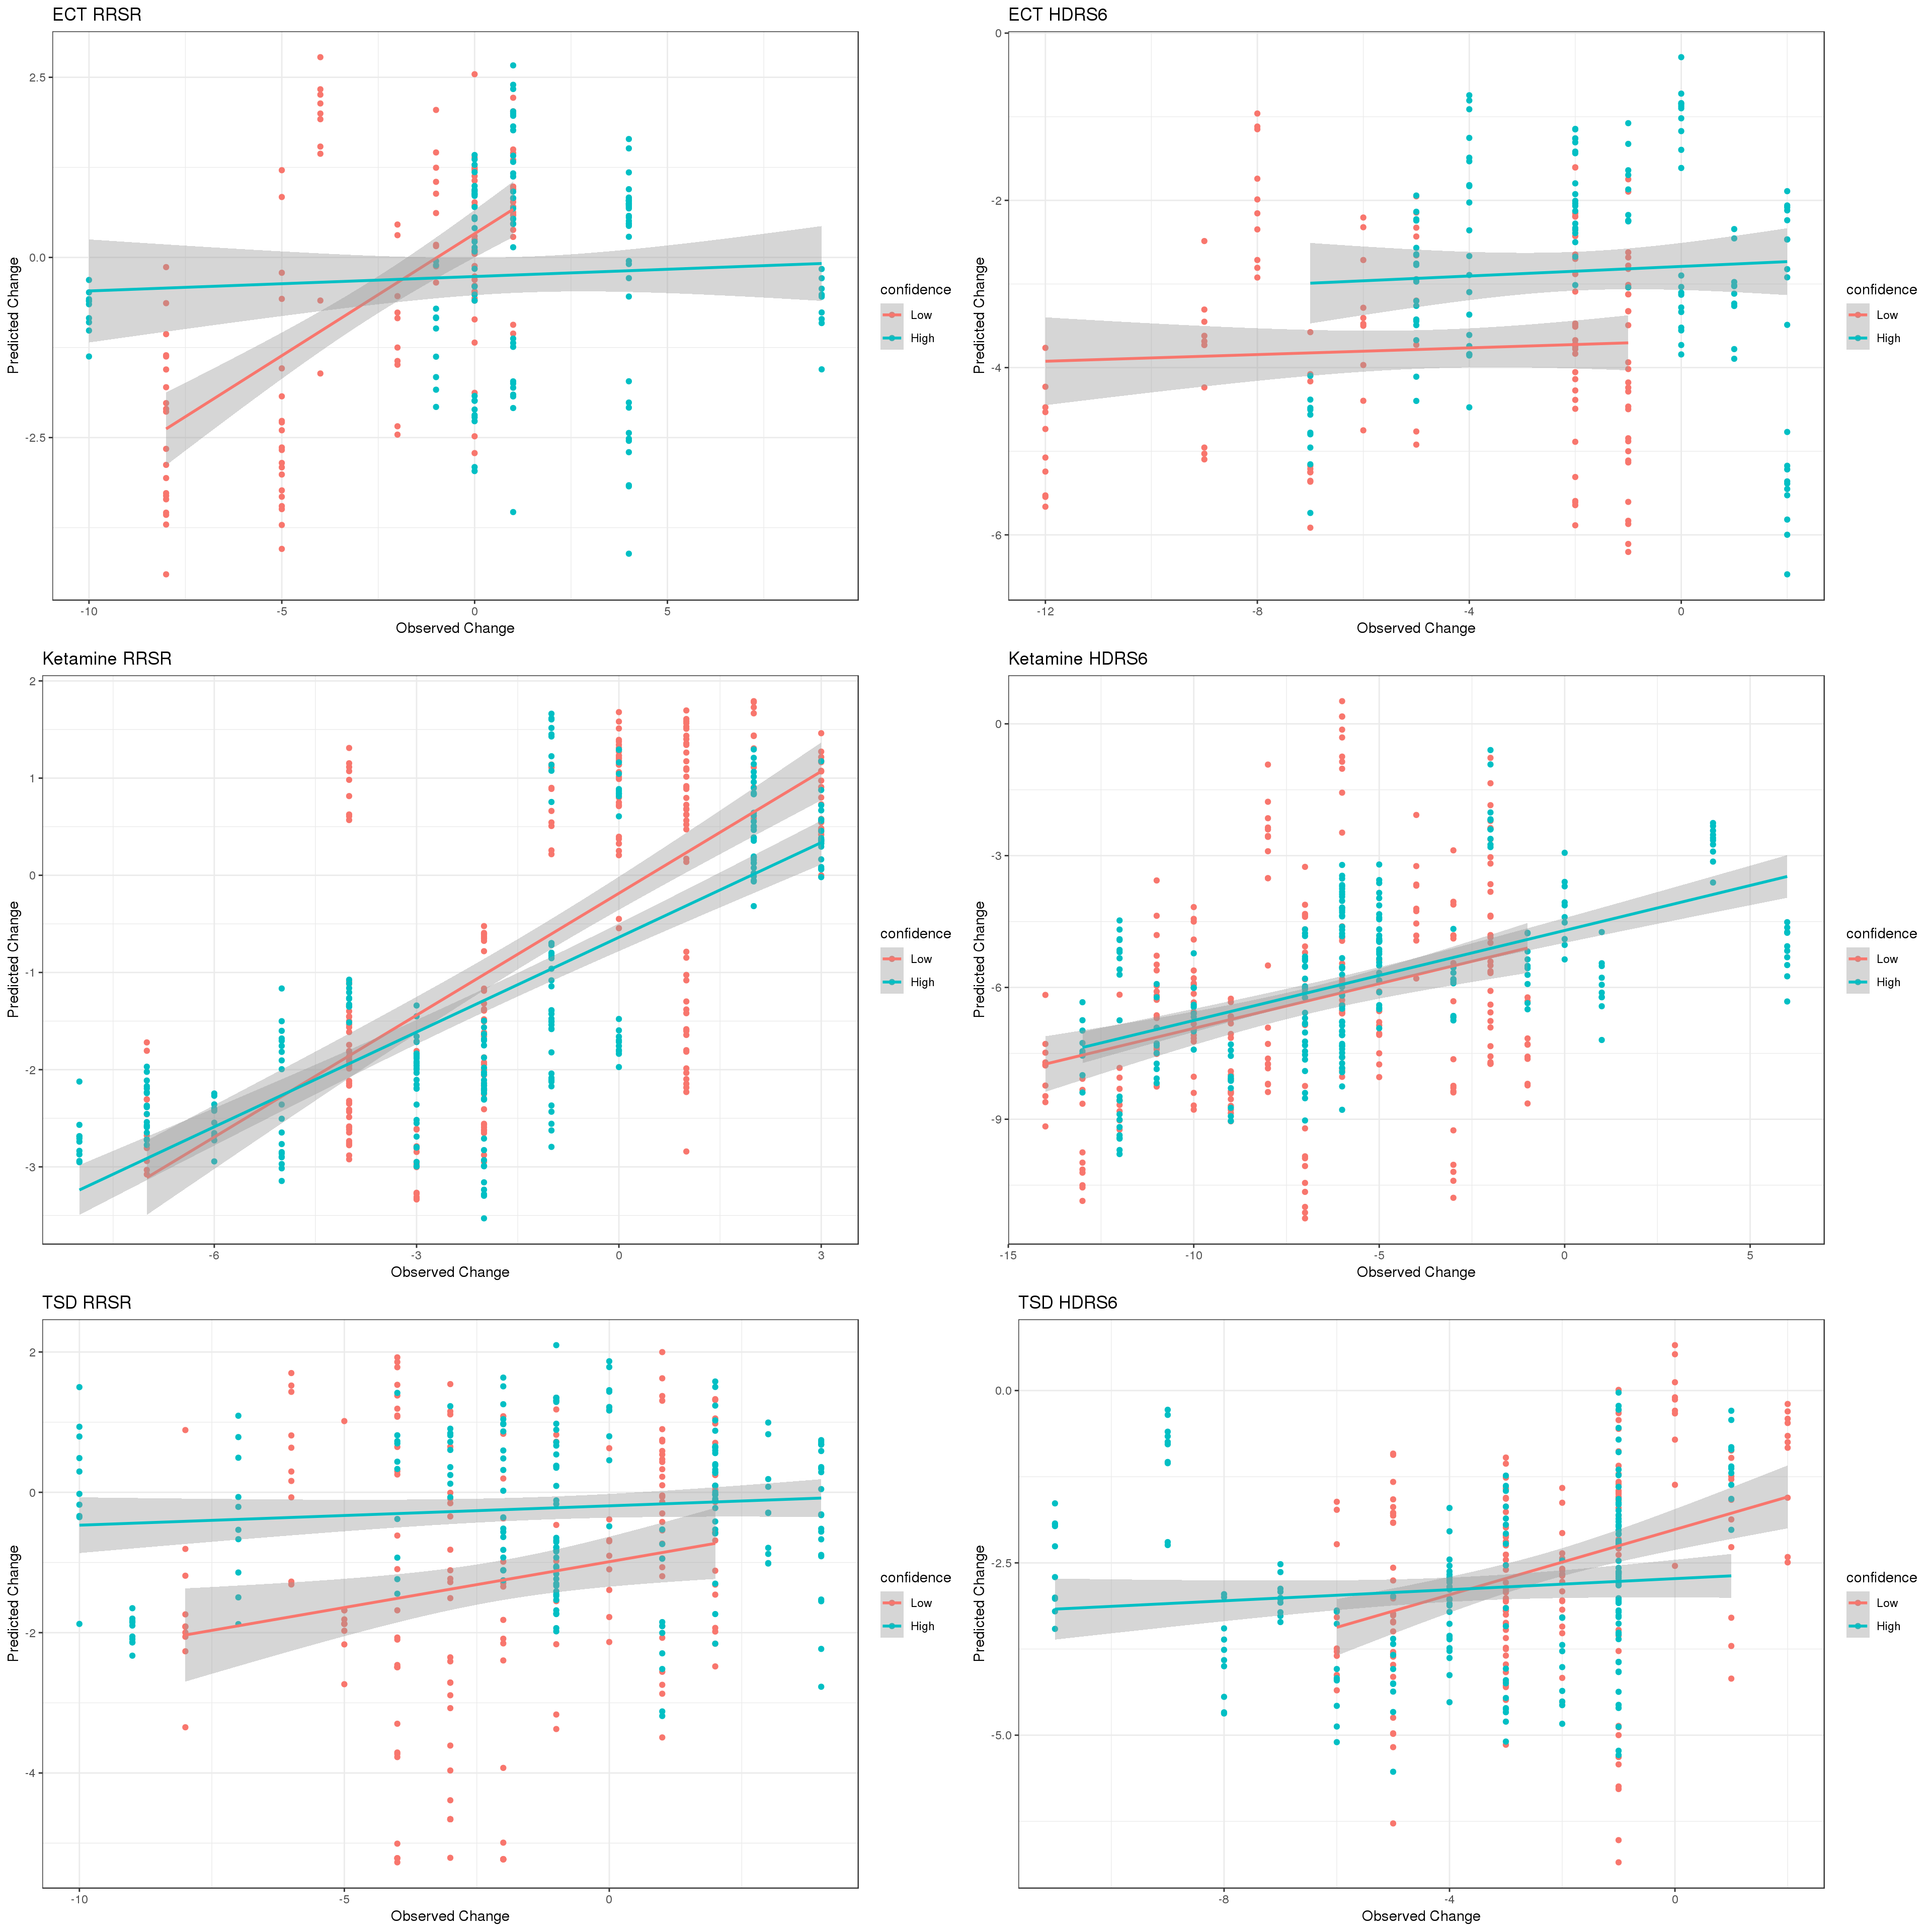 ECT RRSR
2.5
0.0
-2.5
-10
-5
0
5
Predicted Change
Observed Change
confidence
Low
High
ECT HDRS6
0
-2
-4
-6
-12
-8
-4
0
Predicted Change
Observed Change
confidence
Low
High
Ketamine RRSR
2
1
0
-1
-2
-3
-6
-3
0
3
Predicted Change
Observed Change
confidence
Low
High
Ketamine HDRS6
0
-3
-6
-9
-15
-10
-5
0
5
Predicted Change
Observed Change
confidence
Low
High
TSD RRSR
2
0
-2
-4
-10
-5
0
Predicted Change
Observed Change
confidence
Low
High
TSD HDRS6
0.0
-2.5
-5.0
-8
-4
0
Predicted Change
Observed Change
confidence
Low
High